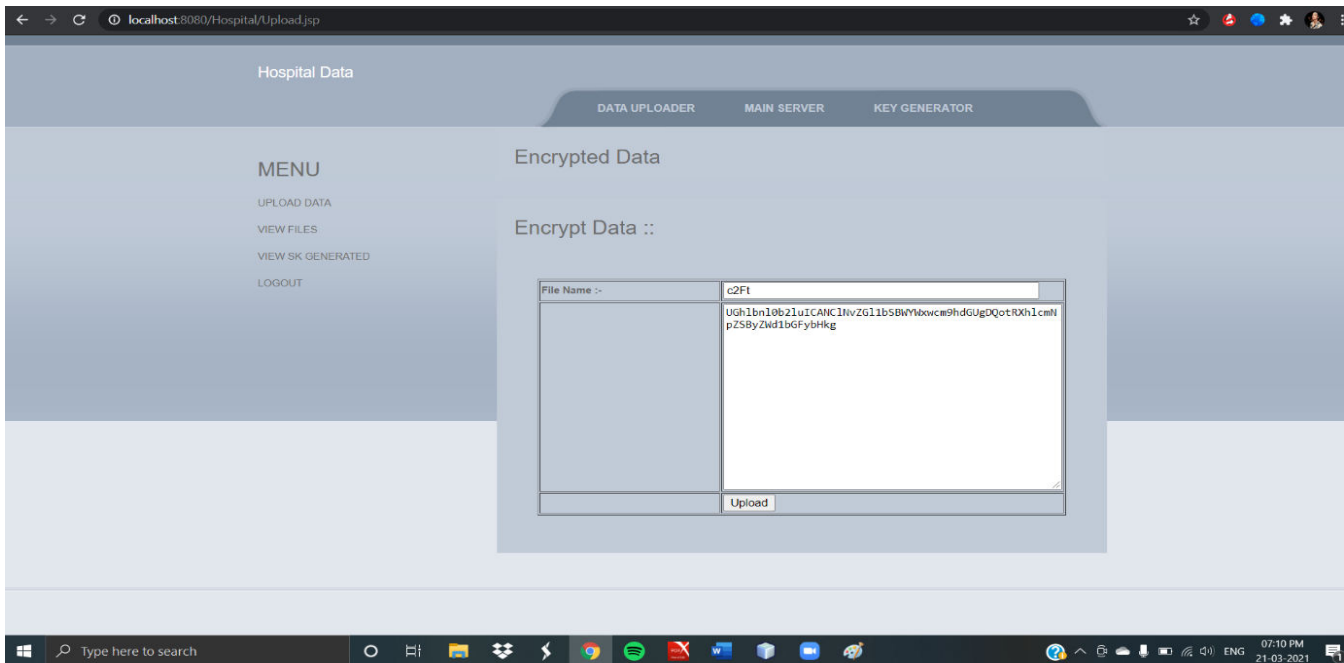 localhost:8080/Hospital/Upload.jsp
Hospital Data
DATA UPLOADER MAIN SERVER KEY GENERATOR
MENU
UPLOAD DATA
VIEW FILES
VIEW SK GENERATED
LOGOUT
Encrypted Data
Encrypt Data ::
File Name :-
c2Ft
UGhlbnl0b2luICANClNvZGl1bSBWYWxwcm9hdGUgDQotRXhlcmN
pZSByZWd1bGFybHkg
Upload
Type here to search
ENG
07:10 PM
21-03-2021